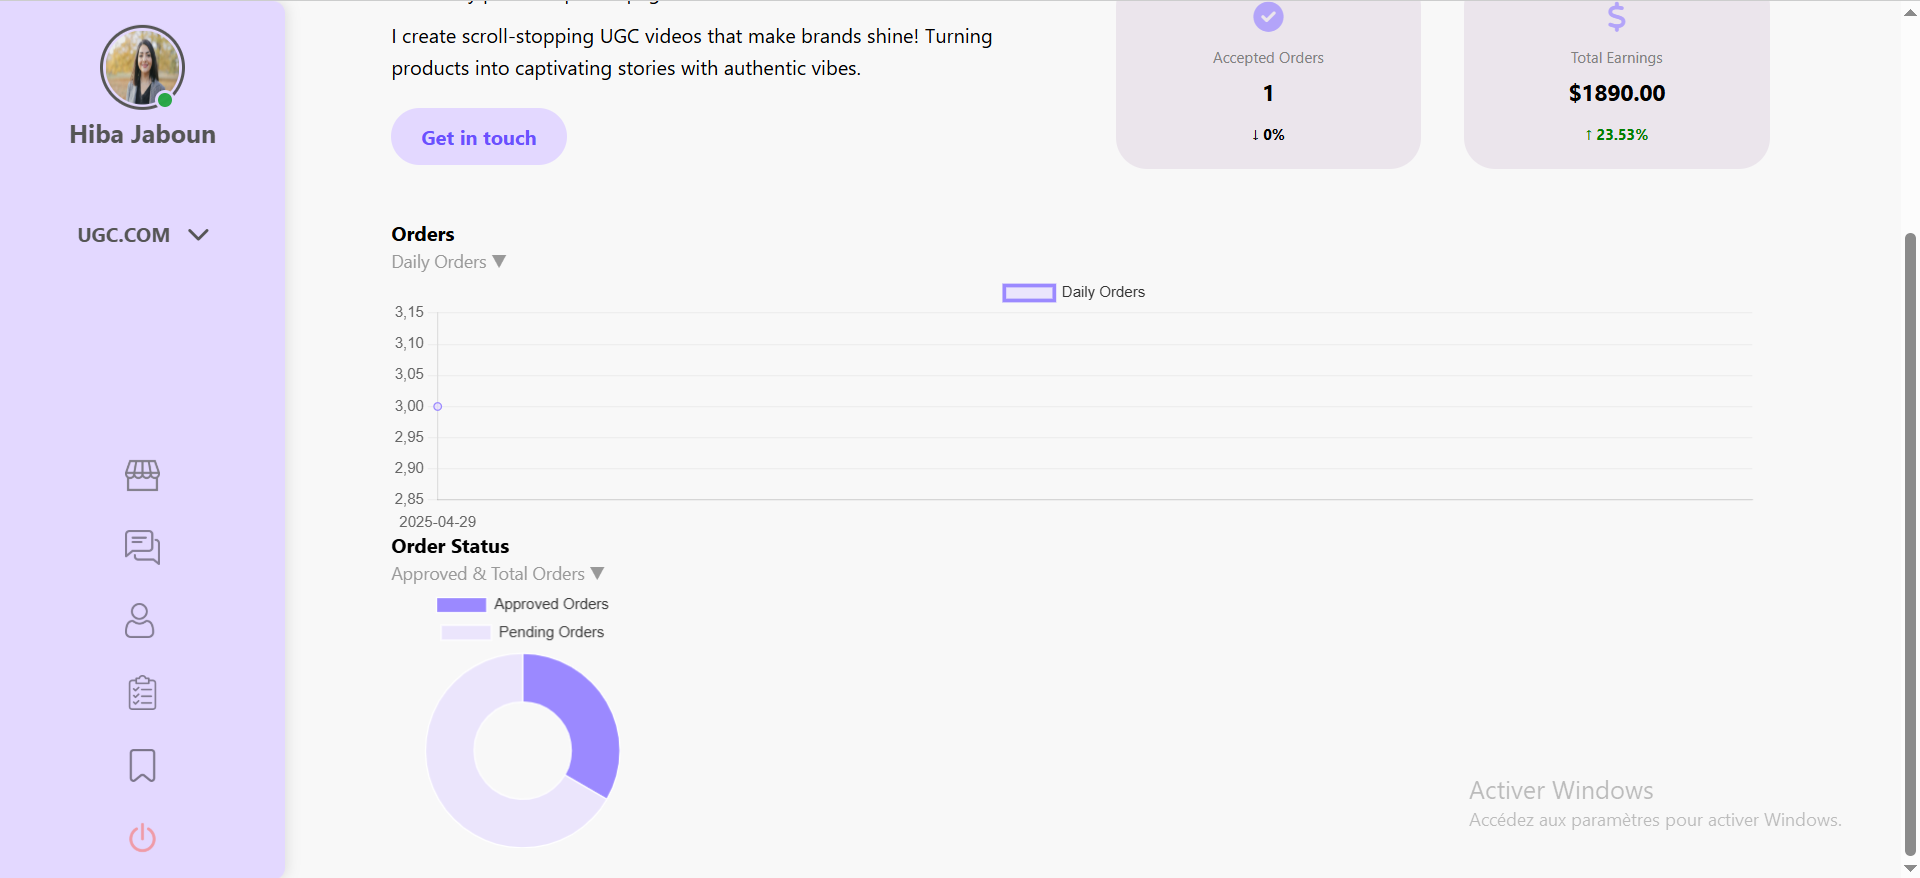 Hiba Jaboun
UGC.COM
I create scroll-stopping UGC videos that make brands shine! Turning
products into captivating stories with authentic vibes.
Get in touch
Accepted Orders
1
↓ 0%
Total Earnings
$1890.00
↑ 23.53%
Orders
Daily Orders ▼
Daily Orders
3,15
3,10
3,05
3,00
2,95
2,90
2,85
2025-04-29
Order Status
Approved & Total Orders ▼
Approved Orders
Pending Orders
Activer Windows
Accédez aux paramètres pour activer Windows.